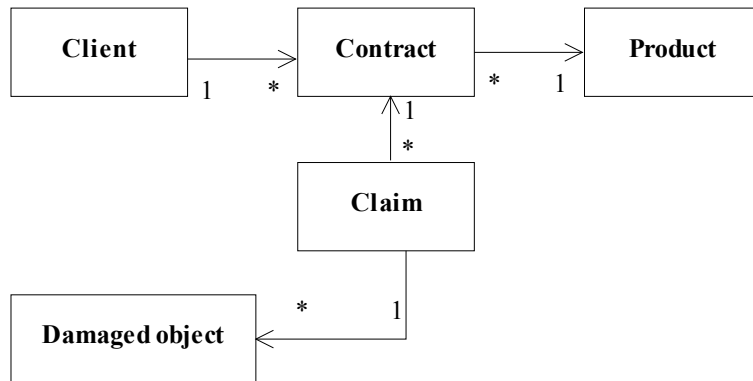 Client
Contract
Product
1
*
*
1
1
*
Claim
*
1
Damaged object